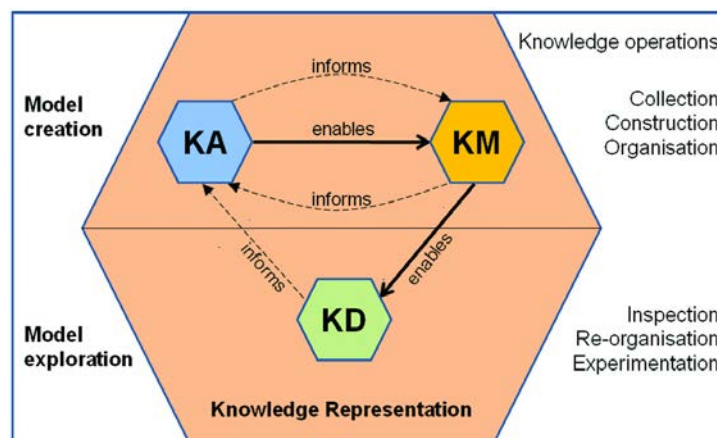 Knowledge operations
informs
Model
creation
Collection
Construction
Organisation
KA
enables
KM
informs
informs
enables
KD
Model
exploration
Inspection
Re-organisation
Experimentation
Knowledge Representation